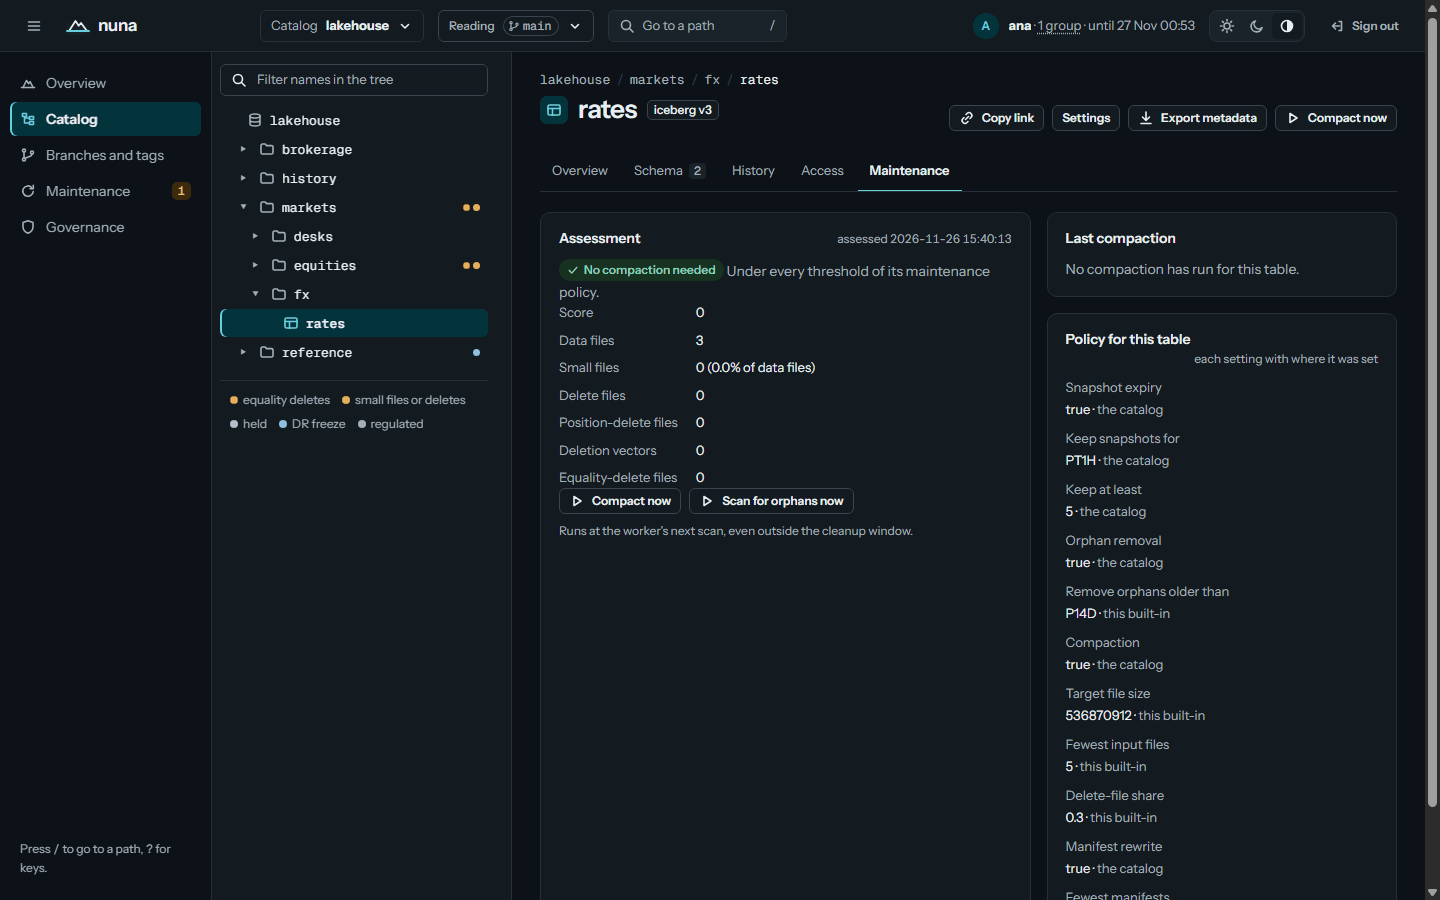 nuna
Catalog lakehouse
Reading main
Go to a path /
A ana · 1 group · until 27 Nov 00:53
Sign out
Overview
Catalog
Branches and tags
Maintenance 1
Governance
Press / to go to a path, ? for
keys.
Filter names in the tree
lakehouse
brokerage
history
markets
desks
equities
fx
rates
reference
equality deletes small files or deletes
held DR freeze regulated
lakehouse / markets / fx / rates
rates iceberg v3
Copy link
Settings
Export metadata
Compact now
Overview Schema 2 History Access Maintenance
Assessment assessed 2026-11-26 15:40:13
No compaction needed Under every threshold of its maintenance
policy.
Score 0
Data files 3
Small files 0 (0.0% of data files)
Delete files 0
Position-delete files 0
Deletion vectors 0
Equality-delete files 0
Compact now Scan for orphans now
Runs at the worker's next scan, even outside the cleanup window.
Last compaction
No compaction has run for this table.
Policy for this table
each setting with where it was set
Snapshot expiry
true · the catalog
Keep snapshots for
PT1H · the catalog
Keep at least
5 · the catalog
Orphan removal
true · the catalog
Remove orphans older than
P14D · this built-in
Compaction
true · the catalog
Target file size
536870912 · this built-in
Fewest input files
5 · this built-in
Delete-file share
0.3 · this built-in
Manifest rewrite
true · the catalog
Fewest manifests